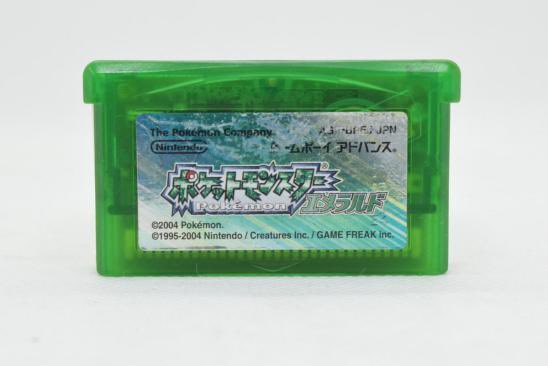 The Pokémon Company
Nintendo®
ムボーイ アドバンス®
ポケットモンスター®
Pokémon
エメラルド
©2004 Pokémon.
©1995-2004 Nintendo / Creatures Inc. / GAME FREAK inc.